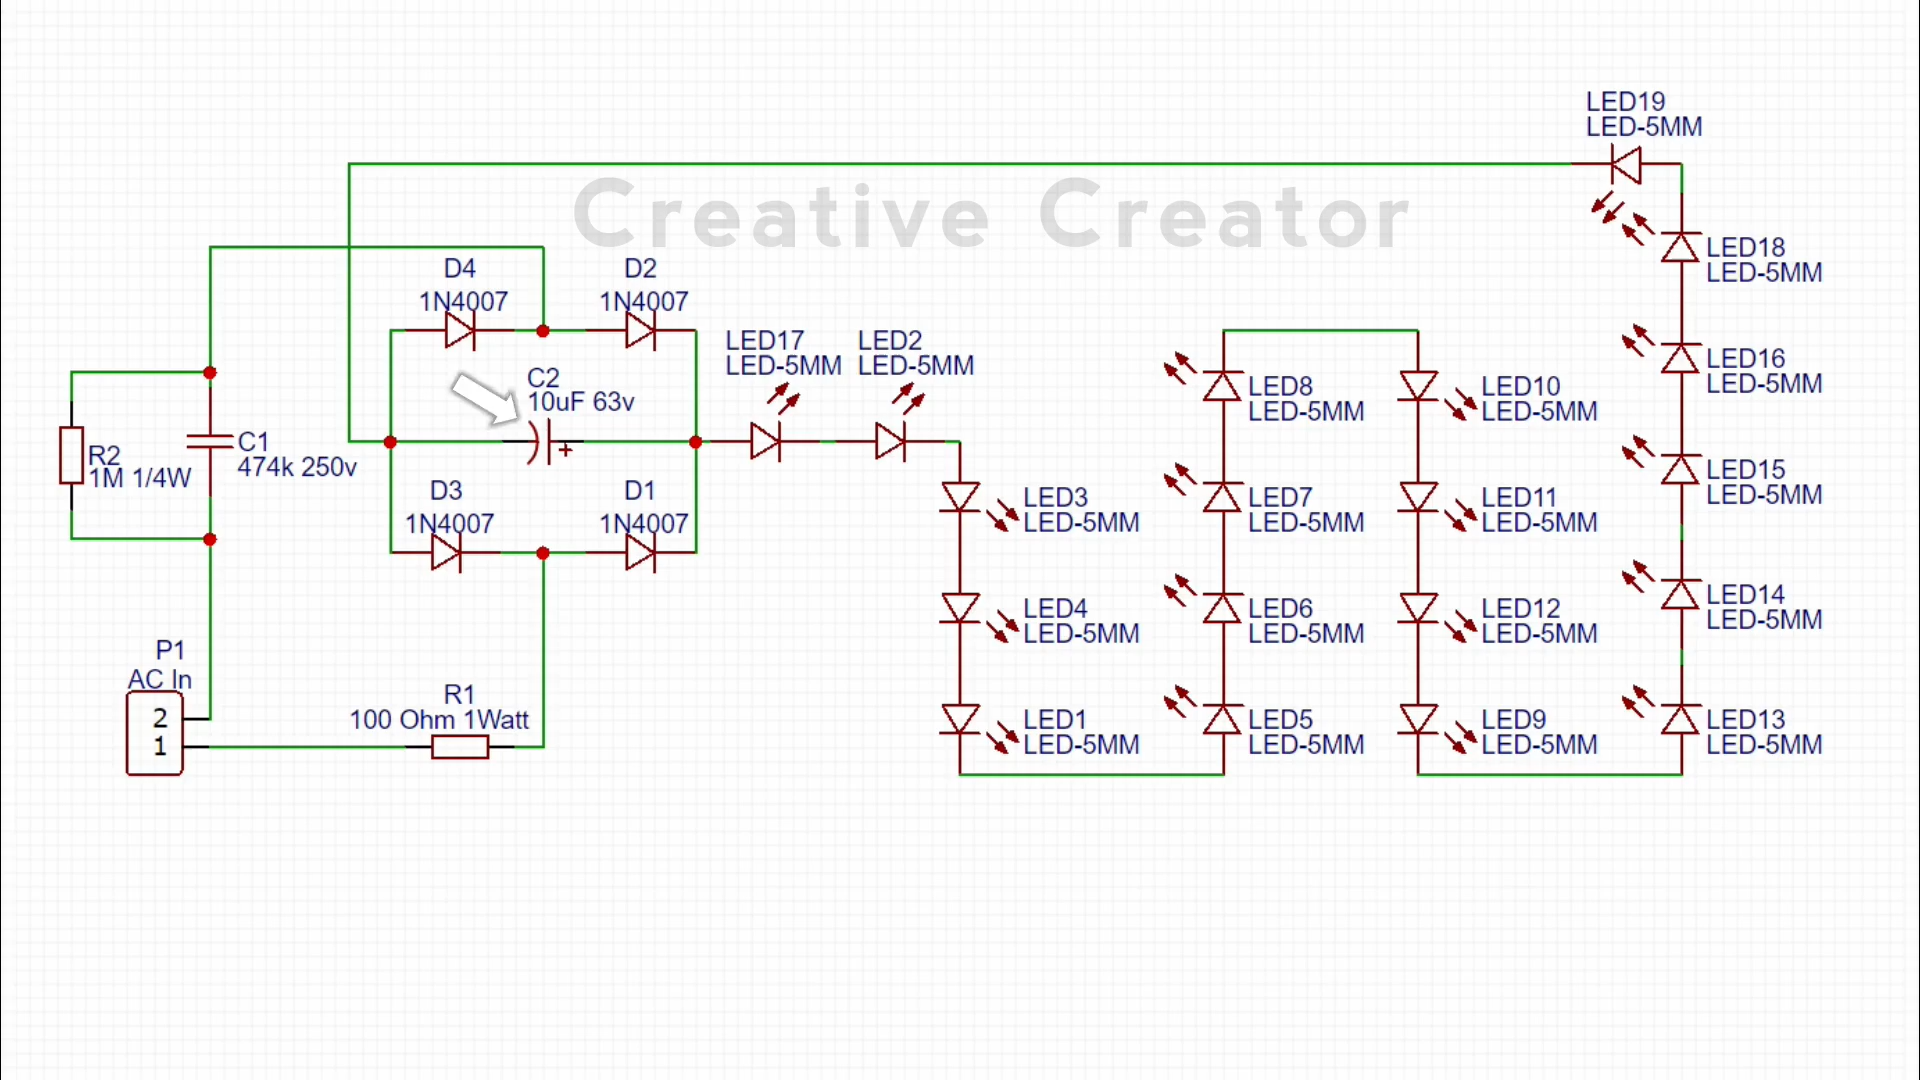 LED19
LED-5MM
Creative Creator
LED18
LED-5MM
D4
1N4007
D2
1N4007
LED17
LED-5MM
LED2
LED-5MM
LED16
LED-5MM
C2
10uF 63v
+
LED8
LED-5MM
LED10
LED-5MM
R2
1M 1/4W
C1
474k 250v
LED15
LED-5MM
D3
1N4007
D1
1N4007
LED3
LED-5MM
LED7
LED-5MM
LED11
LED-5MM
LED14
LED-5MM
LED4
LED-5MM
LED6
LED-5MM
LED12
LED-5MM
P1
AC In
2
1
R1
100 Ohm 1Watt
LED1
LED-5MM
LED5
LED-5MM
LED9
LED-5MM
LED13
LED-5MM